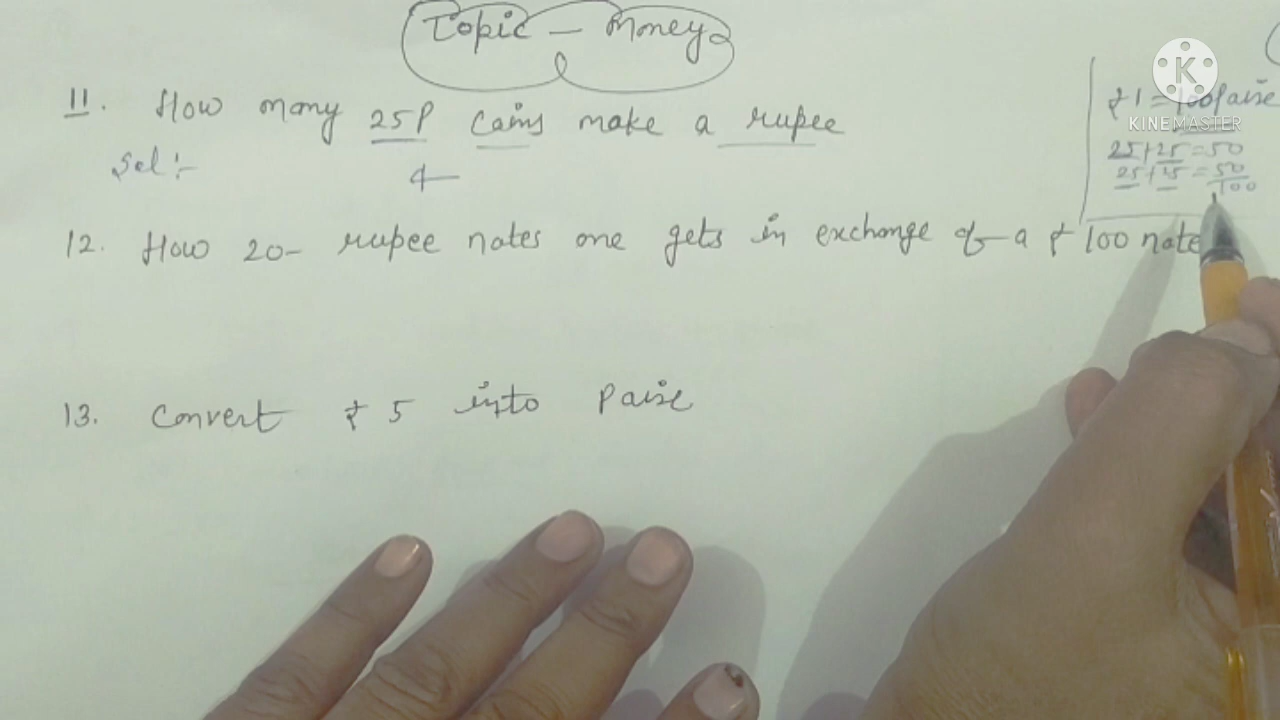 Topic - Money
11. How many 25P Coins make a rupee
Sol:-
4
₹1 = 100 Paise
25+25=50
25+25=50
100
12. How 20- rupee notes one gets in exchange of a ₹ 100 note
13. Convert ₹ 5 into Paise
K
KINEMASTER